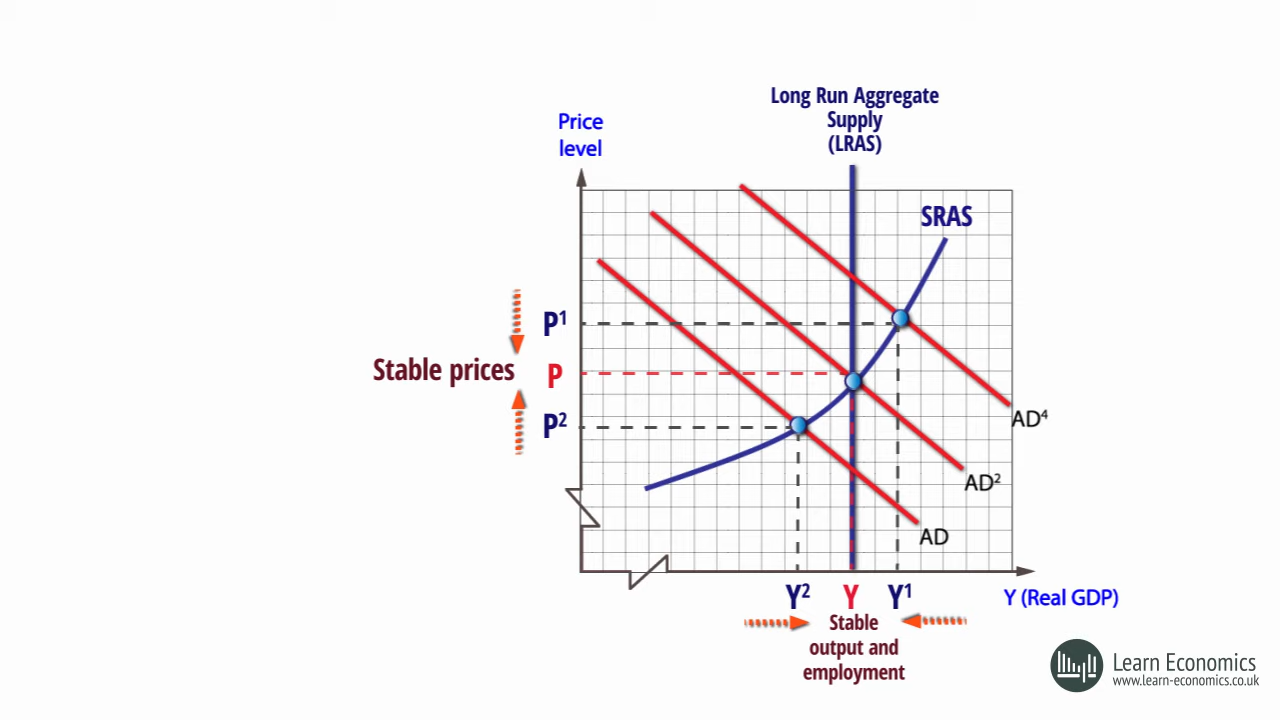 Long Run Aggregate
Supply
(LRAS)
Price
level
SRAS
P¹
Stable prices P
P²
AD⁴
AD²
AD
Y² Y Y¹
Y (Real GDP)
Stable
output and
employment
Learn Economics
www.learn-economics.co.uk